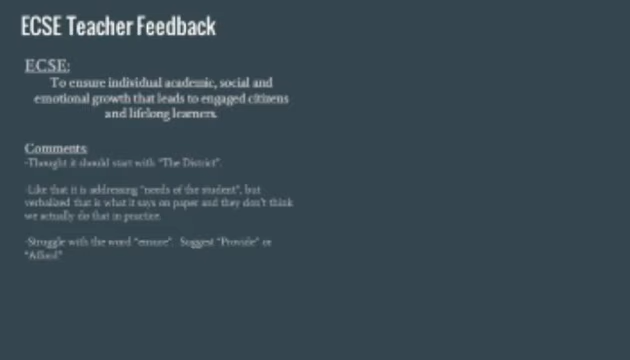 ECSE Teacher Feedback
ECSE:
To ensure individual academic, social and
emotional growth that leads to engaged citizens
and lifelong learners.
Comments:
-Thought it should start with "The District".
-Like that it is addressing "needs of the student", but
verbalized that is what it says on paper and they don't think
we actually do that in practice.
-Struggle with the word "ensure". Suggest "Provide" or
"Afford"